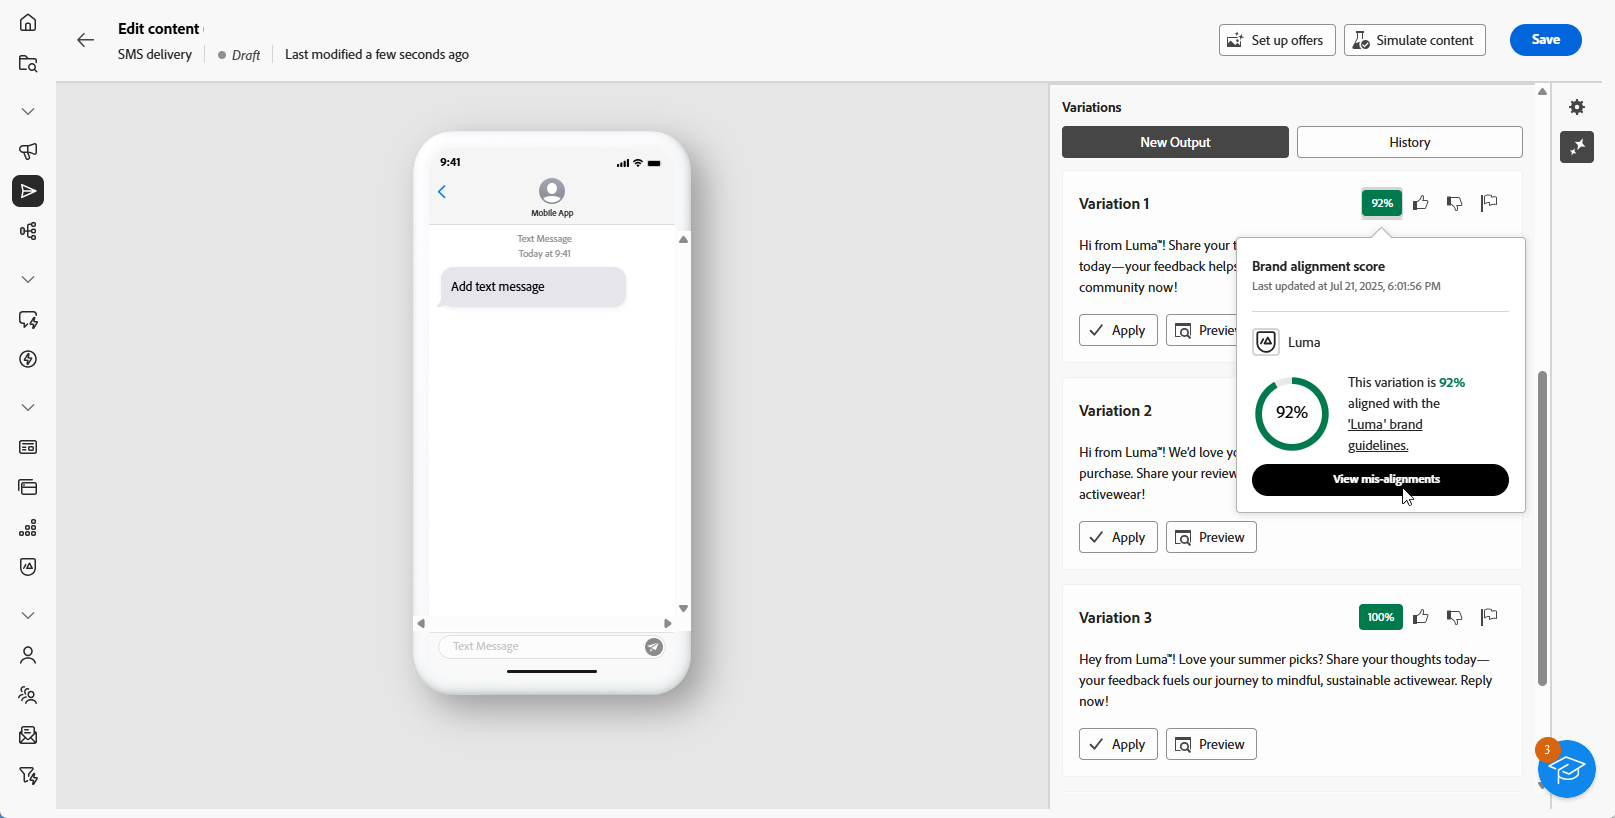 Edit content
SMS delivery
Draft
Last modified a few seconds ago
Set up offers
Simulate content
Save
9:41
Mobile App
Text Message
Today at 9:41
Add text message
Text Message
Variations
New Output
History
Variation 1
92%
Hi from Luma™! Share your
today—your feedback helps
community now!
Apply
Brand alignment score
Last updated at Jul 21, 2025, 6:01:56 PM
Luma
92%
This variation is 92%
aligned with the
'Luma' brand
guidelines.
View mis-alignments
Variation 2
Hi from Luma™! We'd love
purchase. Share your review
activewear!
Apply
Preview
Variation 3
100%
Hey from Luma™! Love your summer picks? Share your thoughts today—
your feedback fuels our journey to mindful, sustainable activewear. Reply
now!
Apply
Preview
3